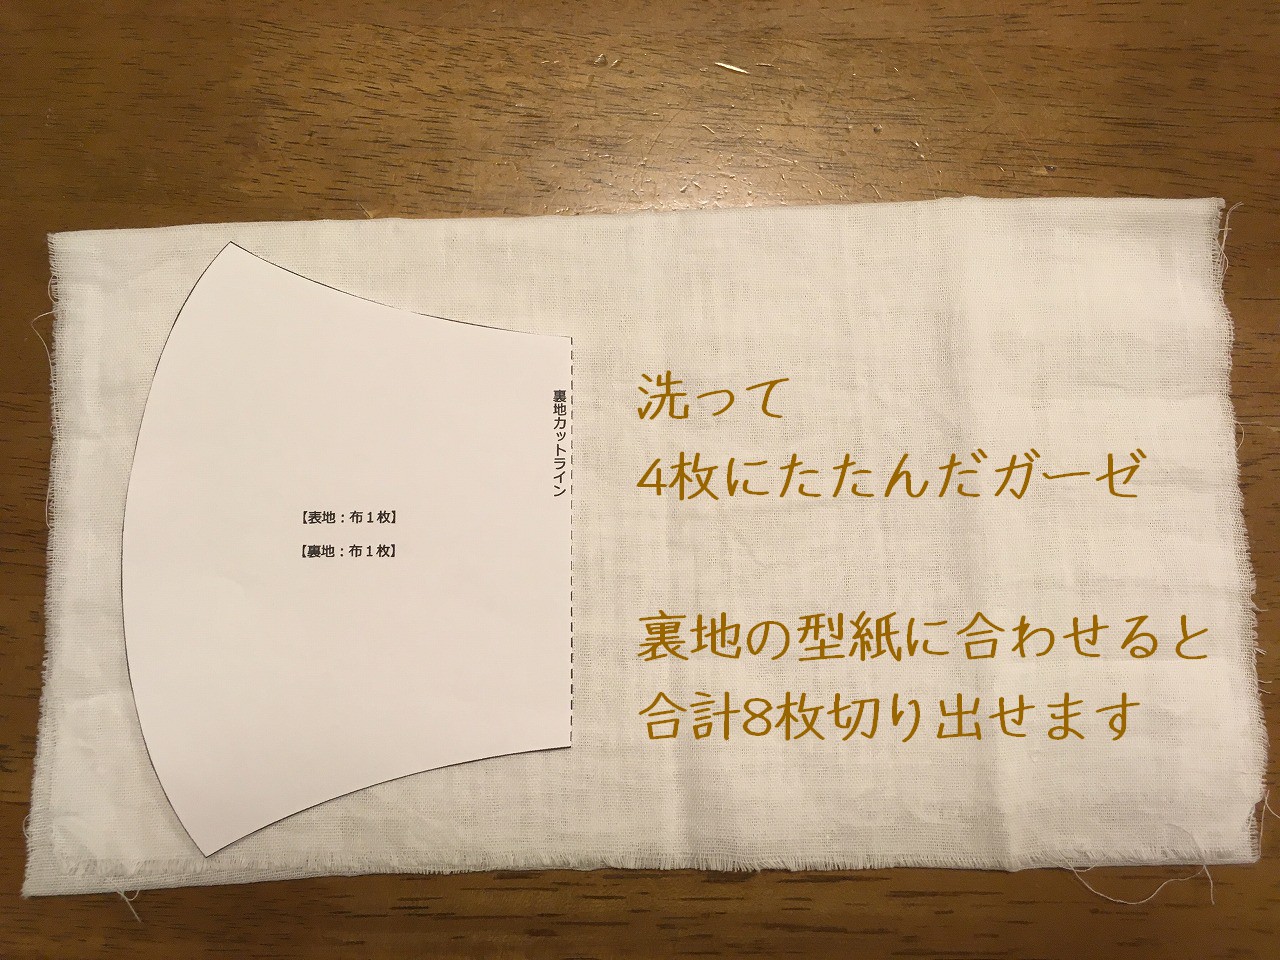 裏地カットライン
【表地：布１枚】
【裏地：布１枚】
洗って
4枚にたたんだガーゼ
裏地の型紙に合わせると
合計8枚切り出せます